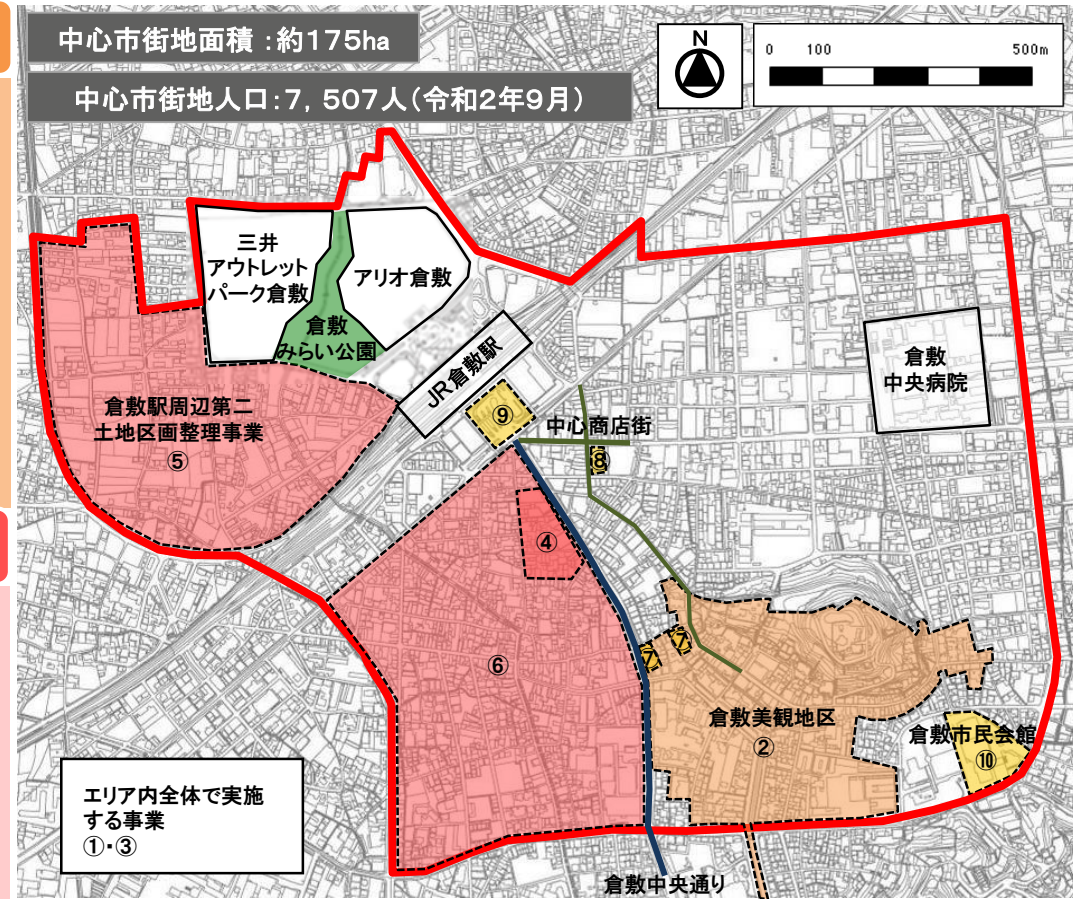 中心市街地面積 :約175ha
中心市街地人口:7,507人(令和2年9月)
N
0 100 500m
三井
アウトレット
パーク倉敷
アリオ倉敷
倉敷
みらい公園
JR倉敷駅
倉敷
中央病院
倉敷駅周辺第二
土地区画整理事業
⑤
⑨
中心商店街
⑧
④
⑥
⑦
⑦
倉敷美観地区
②
倉敷市民会館
⑩
エリア内全体で実施
する事業
①・③
倉敷中央通り